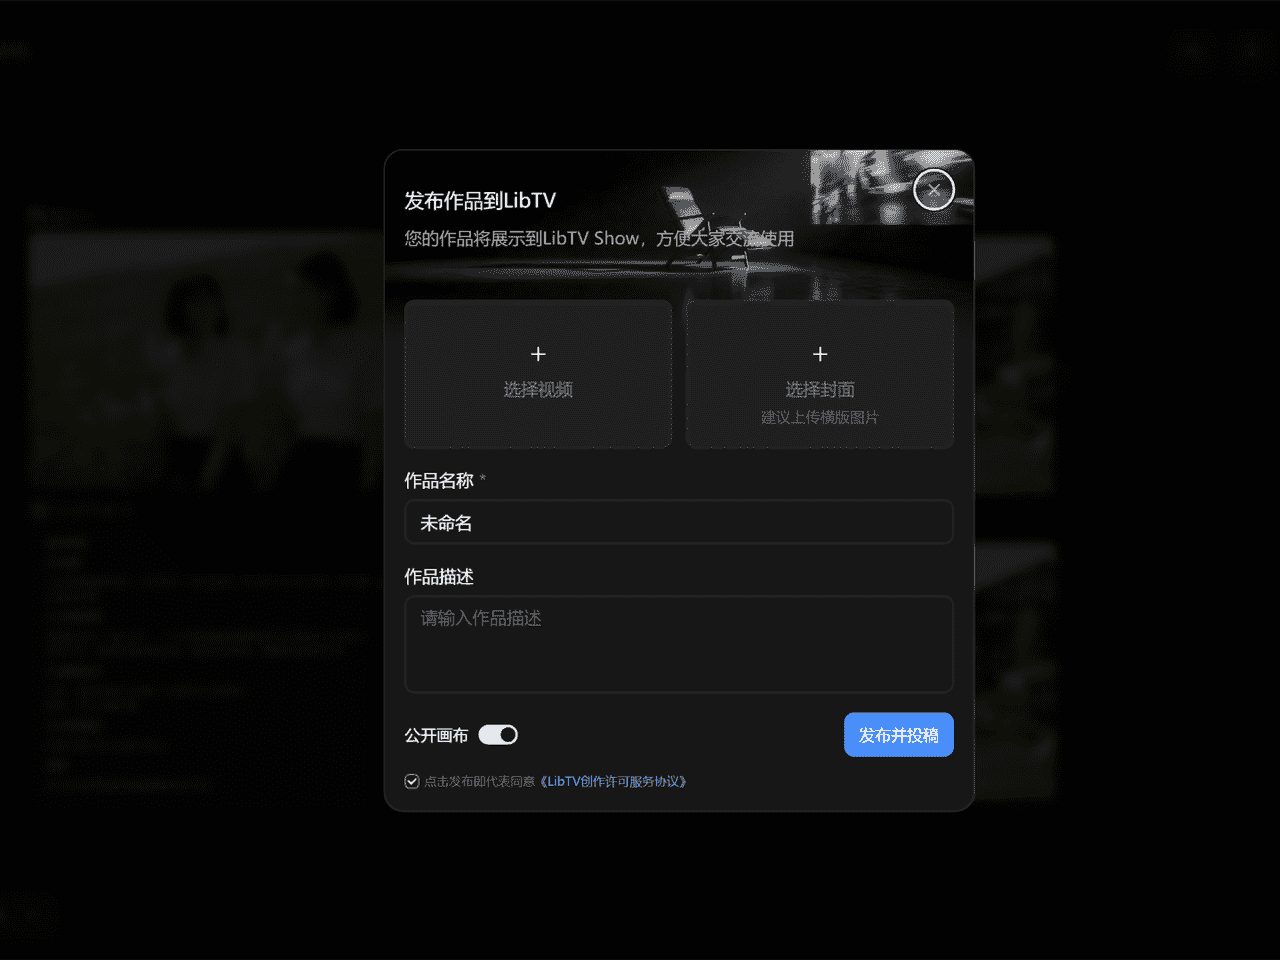 发布作品到LibTV
您的作品将展示到LibTV Show，方便大家交流使用
选择视频
选择封面
建议上传横版图片
作品名称 *
未命名
作品描述
请输入作品描述
公开画布
发布并投稿
点击发布即代表同意《LibTV创作许可服务协议》